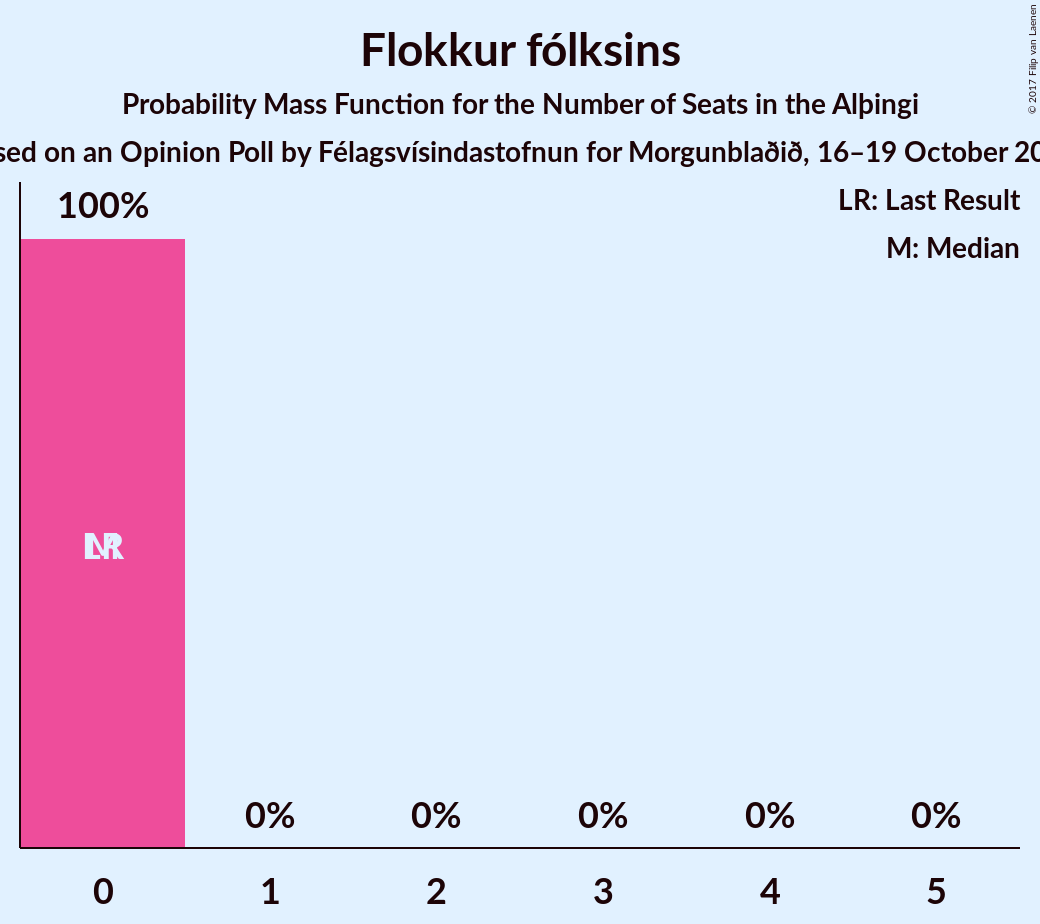 Flokkur fólksins
Probability Mass Function for the Number of Seats in the Alþingi
sed on an Opinion Poll by Félagsvísindastofnun for Morgunblaðið, 16–19 October 20
LR: Last Result
M: Median
100%
LR
M
0% 0% 0% 0% 0%
0 1 2 3 4 5
© 2017 Filip van Laenen